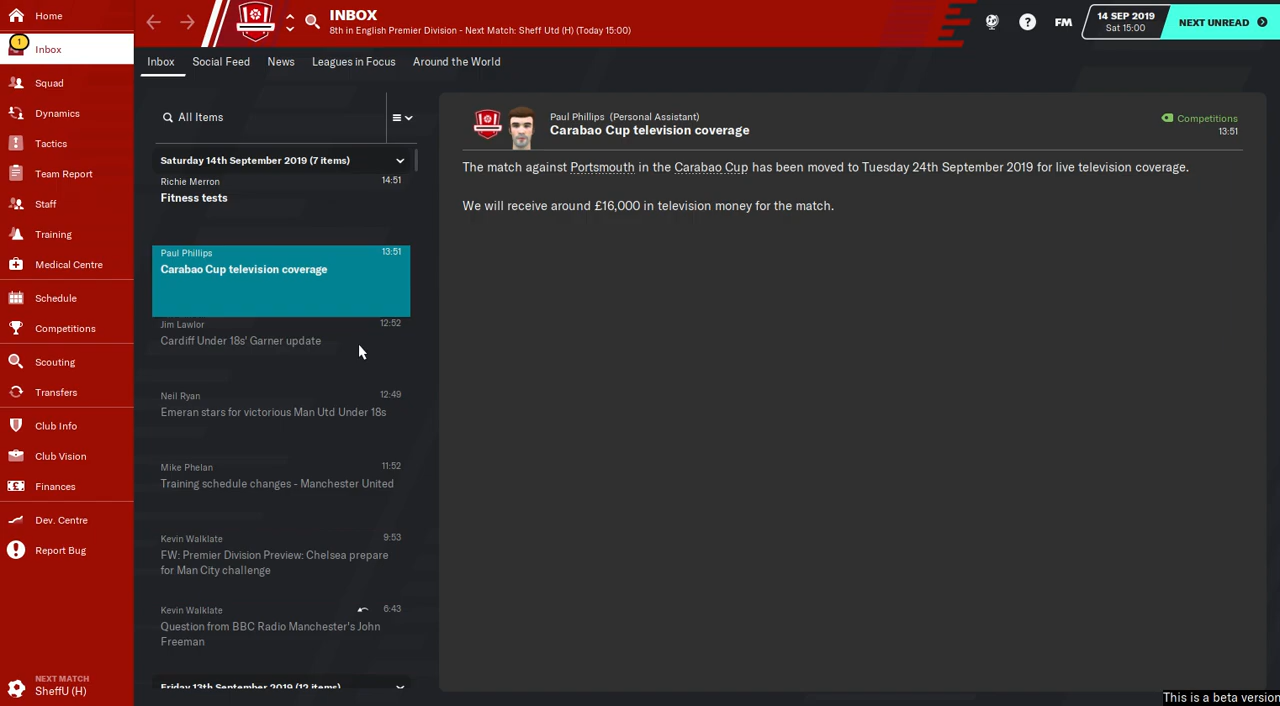 Home
Inbox
1
Squad
Dynamics
Tactics
Team Report
Staff
Training
Medical Centre
Schedule
Competitions
Scouting
Transfers
Club Info
Club Vision
Finances
Dev. Centre
Report Bug
NEXT MATCH
SheffU (H)
INBOX
8th in English Premier Division - Next Match: Sheff Utd (H) (Today 15:00)
FM
14 SEP 2019
Sat 15:00
NEXT UNREAD
Inbox Social Feed News Leagues in Focus Around the World
All Items
Saturday 14th September 2019 (7 items)
Richie Merron 14:51
Fitness tests
Paul Phillips 13:51
Carabao Cup television coverage
Jim Lawlor 12:52
Cardiff Under 18s' Garner update
Neil Ryan 12:49
Emeran stars for victorious Man Utd Under 18s
Mike Phelan 11:52
Training schedule changes - Manchester United
Kevin Walklate 9:53
FW: Premier Division Preview: Chelsea prepare
for Man City challenge
Kevin Walklate 6:43
Question from BBC Radio Manchester's John
Freeman
Friday 13th September 2019 (12 items)
Paul Phillips (Personal Assistant)
Carabao Cup television coverage
Competitions
13:51
The match against Portsmouth in the Carabao Cup has been moved to Tuesday 24th September 2019 for live television coverage.
We will receive around £16,000 in television money for the match.
This is a beta version